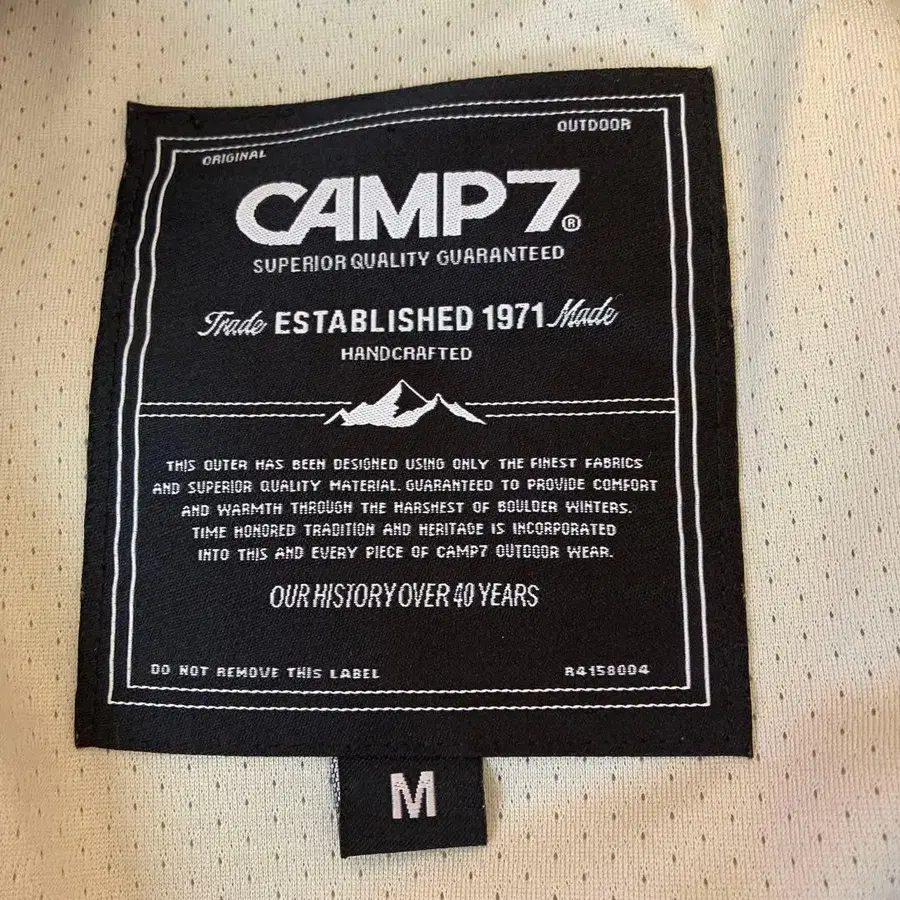 ORIGINAL
OUTDOOR
CAMP7®
SUPERIOR QUALITY GUARANTEED
Trade ESTABLISHED 1971 Made
HANDCRAFTED
THIS OUTER HAS BEEN DESIGNED USING ONLY THE FINEST FABRICS
AND SUPERIOR QUALITY MATERIAL. GUARANTEED TO PROVIDE COMFORT
AND WARMTH THROUGH THE HARSHEST OF BOULDER WINTERS.
TIME HONORED TRADITION AND HERITAGE IS INCORPORATED
INTO THIS AND EVERY PIECE OF CAMP7 OUTDOOR WEAR.
OUR HISTORY OVER 40 YEARS
DO NOT REMOVE THIS LABEL
R4158004
M